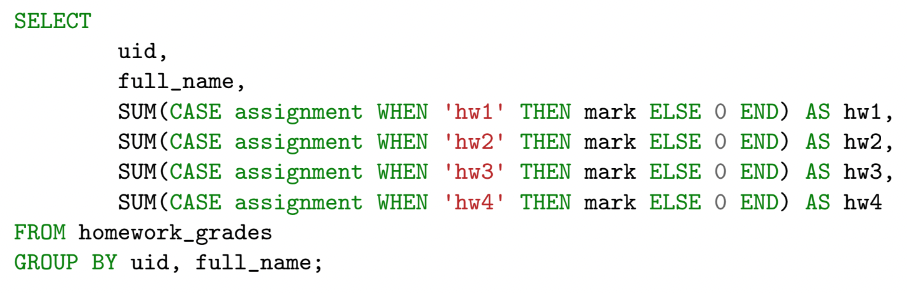 SELECT
uid,
full_name,
SUM(CASE assignment WHEN 'hw1' THEN mark ELSE 0 END) AS hw1,
SUM(CASE assignment WHEN 'hw2' THEN mark ELSE 0 END) AS hw2,
SUM(CASE assignment WHEN 'hw3' THEN mark ELSE 0 END) AS hw3,
SUM(CASE assignment WHEN 'hw4' THEN mark ELSE 0 END) AS hw4
FROM homework_grades
GROUP BY uid, full_name;